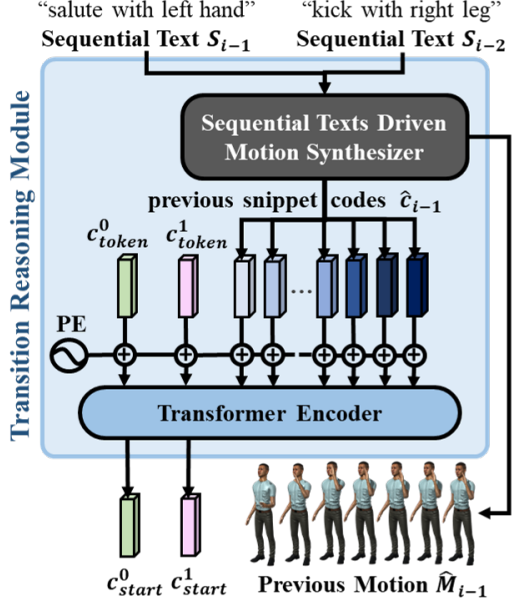 “salute with left hand” “kick with right leg”
Sequential Text S_{i-1} Sequential Text S_{i-2}
Transition Reasoning Module
Sequential Texts Driven
Motion Synthesizer
previous snippet codes ĉ_{i-1}
c^0_{token} c^1_{token}
...
PE
Transformer Encoder
c^0_{start} c^1_{start}
Previous Motion M̂_{i-1}